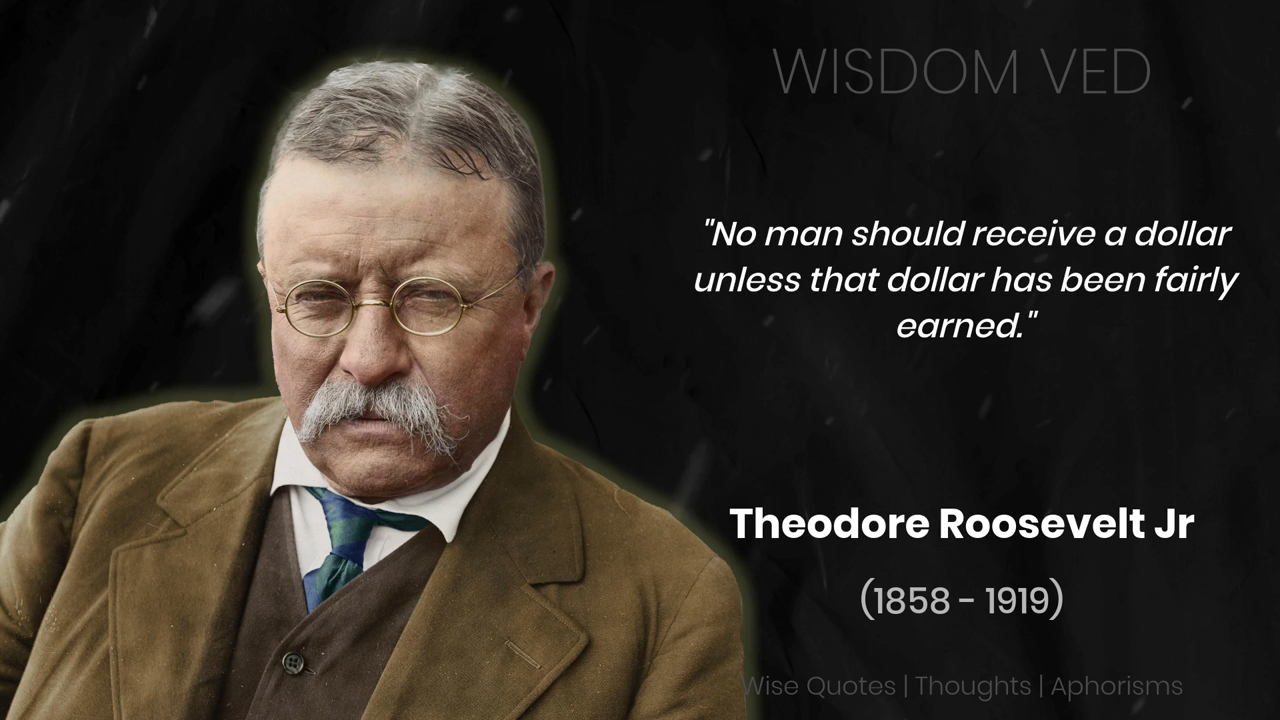 WISDOM VED
"No man should receive a dollar
unless that dollar has been fairly
earned."
Theodore Roosevelt Jr
(1858 - 1919)
Wise Quotes | Thoughts | Aphorisms